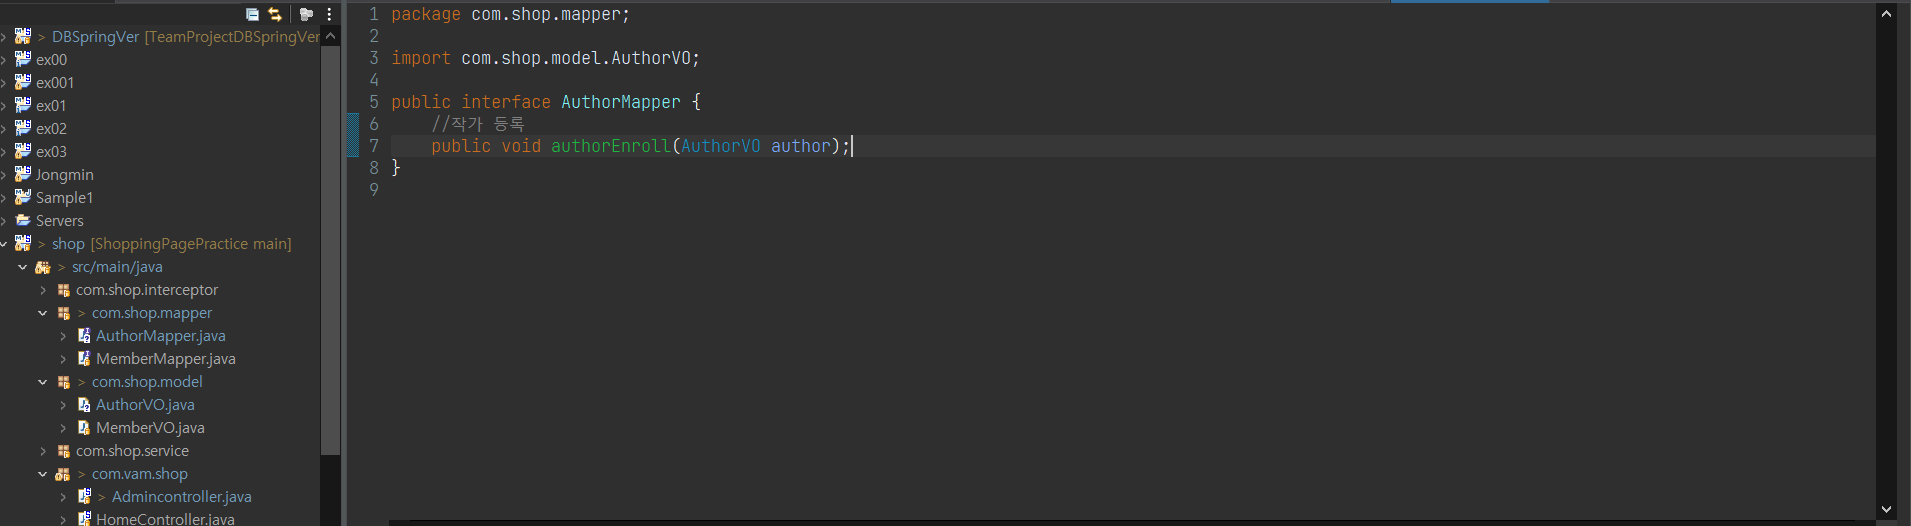 DBSpringVer [TeamProjectDBSpringVer
ex00
ex001
ex01
ex02
ex03
Jongmin
Sample1
Servers
shop [ShoppingPagePractice main]
src/main/java
com.shop.interceptor
com.shop.mapper
AuthorMapper.java
MemberMapper.java
com.shop.model
AuthorVO.java
MemberVO.java
com.shop.service
com.vam.shop
Admincontroller.java
HomeController.java
1 package com.shop.mapper;
2
3 import com.shop.model.AuthorVO;
4
5 public interface AuthorMapper {
6 //작가 등록
7 public void authorEnroll(AuthorVO author);
8 }
9